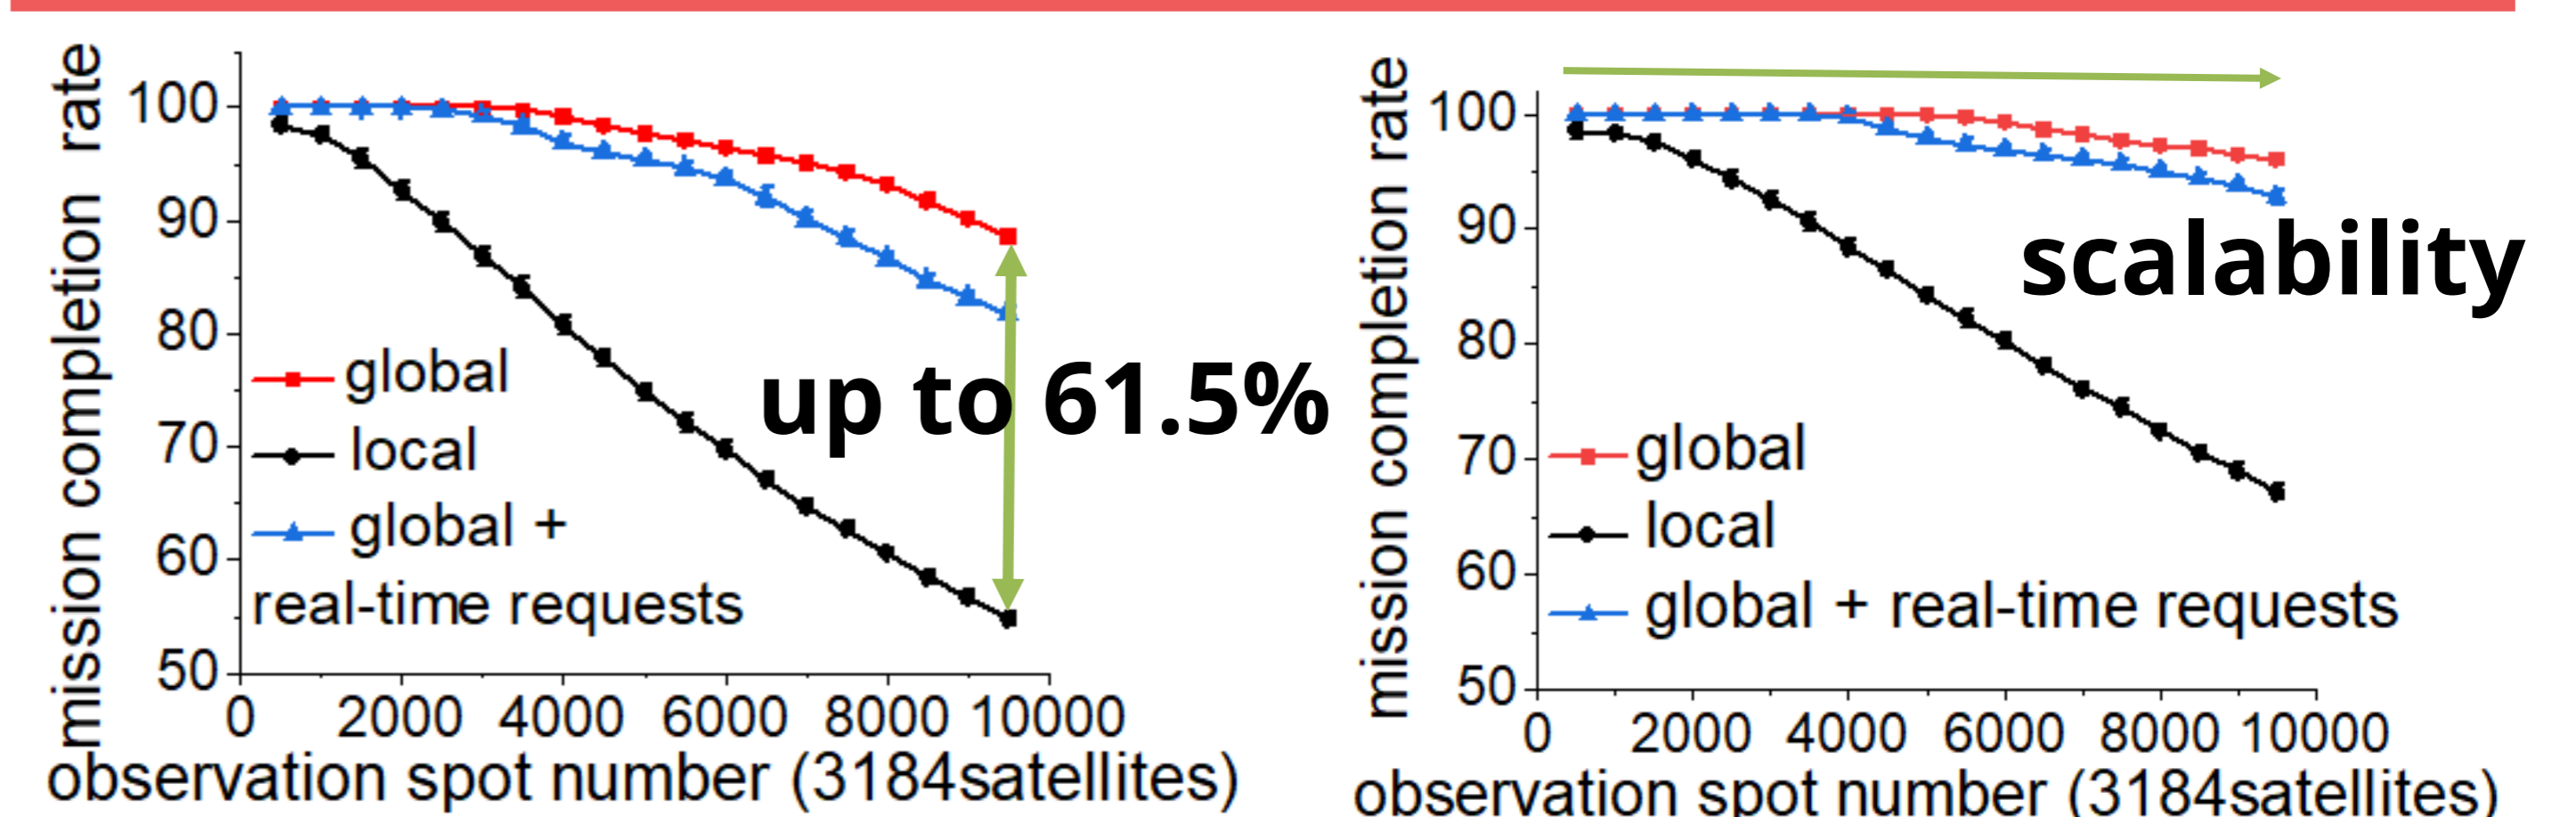 mission completion rate
100
90
80
70
60
50
global
local
global +
real-time requests
up to 61.5%
0 2000 4000 6000 8000 10000
observation spot number (3184satellites)
mission completion rate
100
90
80
70
60
50
scalability
global
local
global + real-time requests
0 2000 4000 6000 8000 10000
observation spot number (3184satellites)